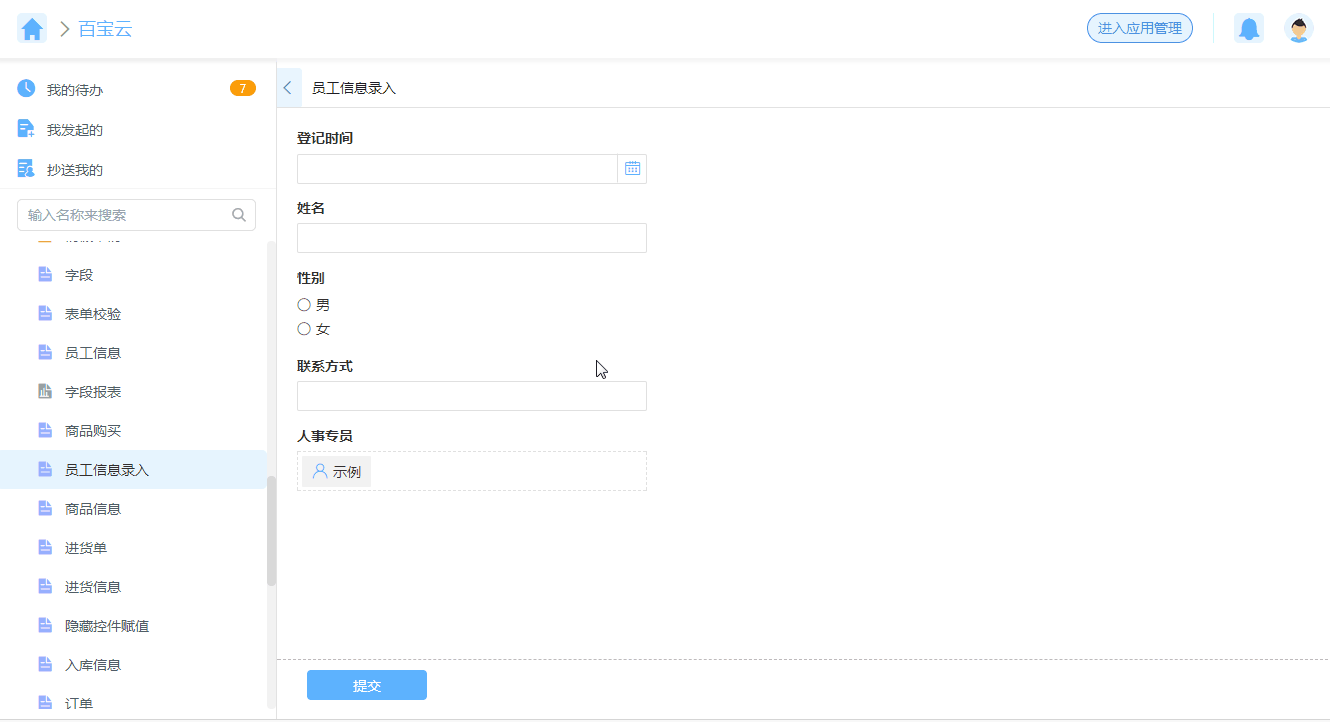 百宝云
进入应用管理
我的待办
7
我发起的
抄送我的
输入名称来搜索
字段
表单校验
员工信息
字段报表
商品购买
员工信息录入
商品信息
进货单
进货信息
隐藏控件赋值
入库信息
订单
员工信息录入
登记时间
姓名
性别
男
女
联系方式
人事专员
示例
提交